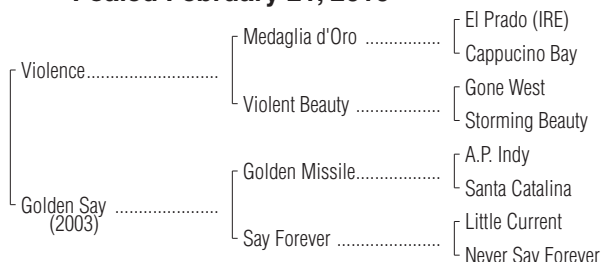 Medaglia d'Oro ..................
El Prado (IRE)
Cappucino Bay
Violence...............................
Violent Beauty ....................
Gone West
Storming Beauty
Golden Missile....................
A.P. Indy
Santa Catalina
Golden Say ........................
(2003)
Say Forever ........................
Little Current
Never Say Forever